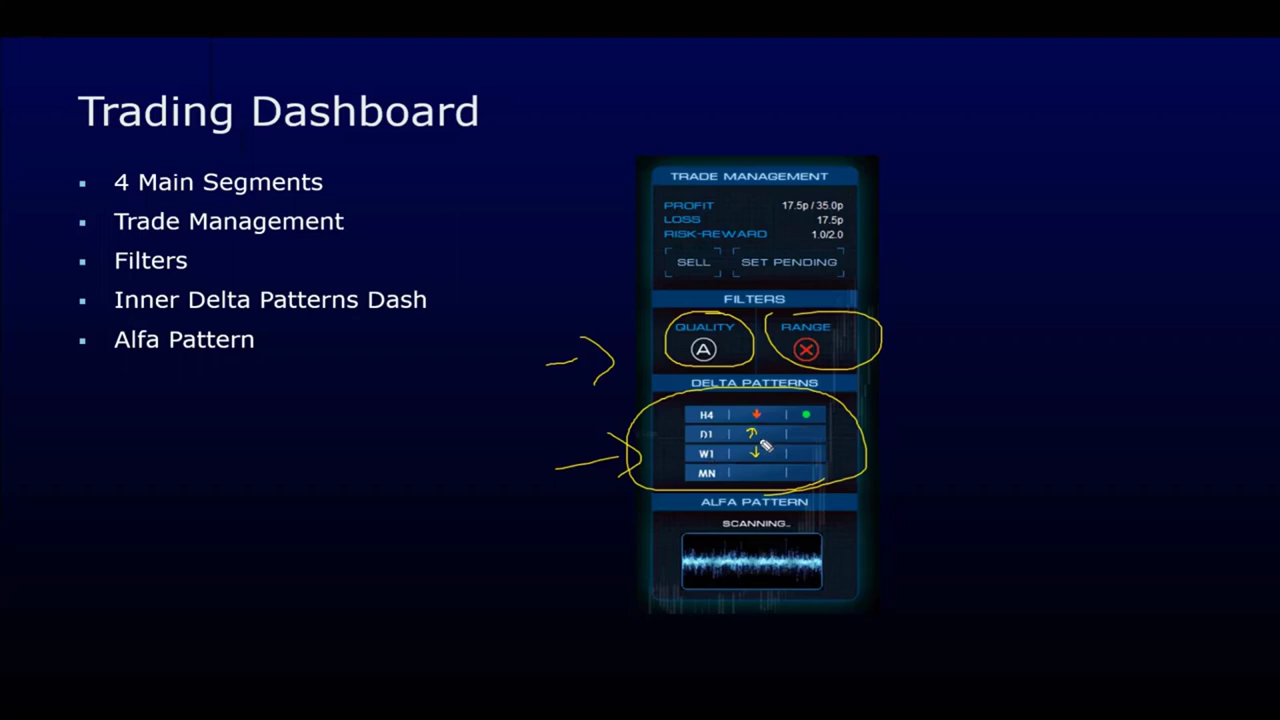 Trading Dashboard
▪ 4 Main Segments
▪ Trade Management
▪ Filters
▪ Inner Delta Patterns Dash
▪ Alfa Pattern
TRADE MANAGEMENT
PROFIT 17.5p / 35.0p
LOSS 17.5p
RISK-REWARD 1.0/2.0
SELL SET PENDING
FILTERS
QUALITY RANGE
A X
DELTA PATTERNS
H4
D1
W1
MN
ALFA PATTERN
SCANNING..